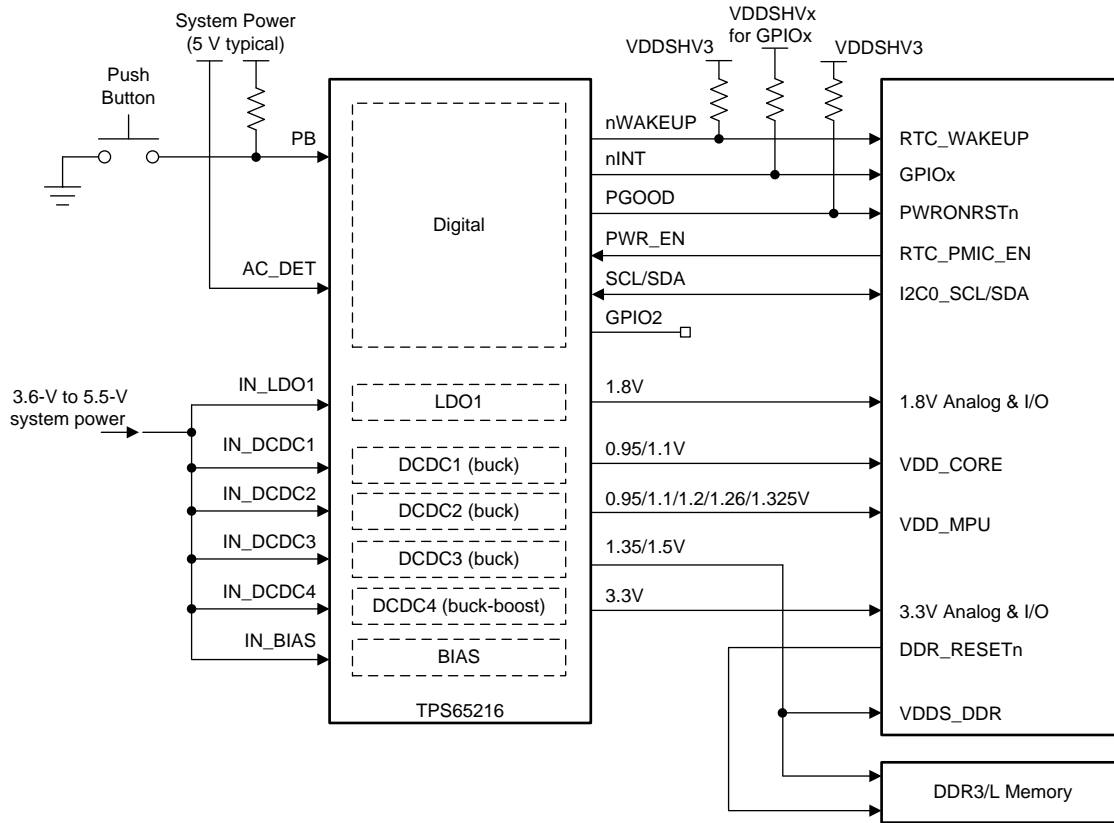 System Power
(5 V typical)
VDDSHVx
for GPIOx
VDDSHV3
VDDSHV3
Push
Button
PB
AC_DET
Digital
nWAKEUP
nINT
PGOOD
PWR_EN
SCL/SDA
GPIO2
RTC_WAKEUP
GPIOx
PWRONRSTn
RTC_PMIC_EN
I2C0_SCL/SDA
3.6-V to 5.5-V
system power
IN_LDO1
IN_DCDC1
IN_DCDC2
IN_DCDC3
IN_DCDC4
IN_BIAS
LDO1
DCDC1 (buck)
DCDC2 (buck)
DCDC3 (buck)
DCDC4 (buck-boost)
BIAS
TPS65216
1.8V
0.95/1.1V
0.95/1.1/1.2/1.26/1.325V
1.35/1.5V
3.3V
1.8V Analog & I/O
VDD_CORE
VDD_MPU
3.3V Analog & I/O
DDR_RESETn
VDDS_DDR
DDR3/L Memory